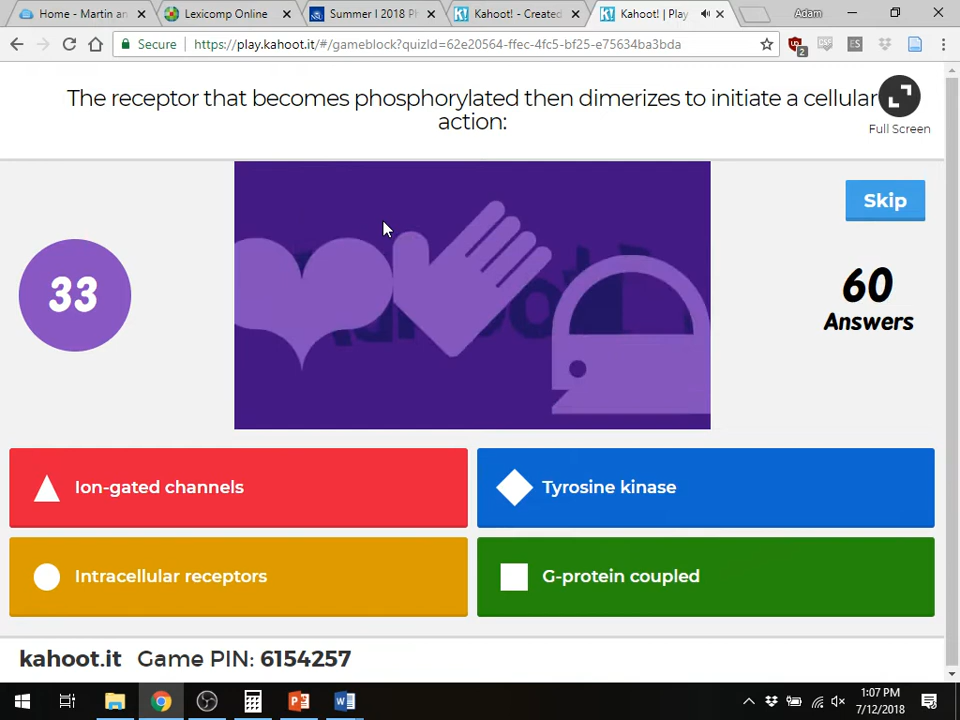 Home - Martin an
Lexicomp Online
Summer I 2018 Ph
Kahoot! - Created
Kahoot! | Play
Adam
Secure
https://play.kahoot.it/#/gameblock?quizId=62e20564-ffec-4fc5-bf25-e75634ba3bda
2
ES
The receptor that becomes phosphorylated then dimerizes to initiate a cellular
action:
Full Screen
Skip
33
60
Answers
Ion-gated channels
Tyrosine kinase
Intracellular receptors
G-protein coupled
kahoot.it Game PIN: 6154257
1:07 PM
7/12/2018